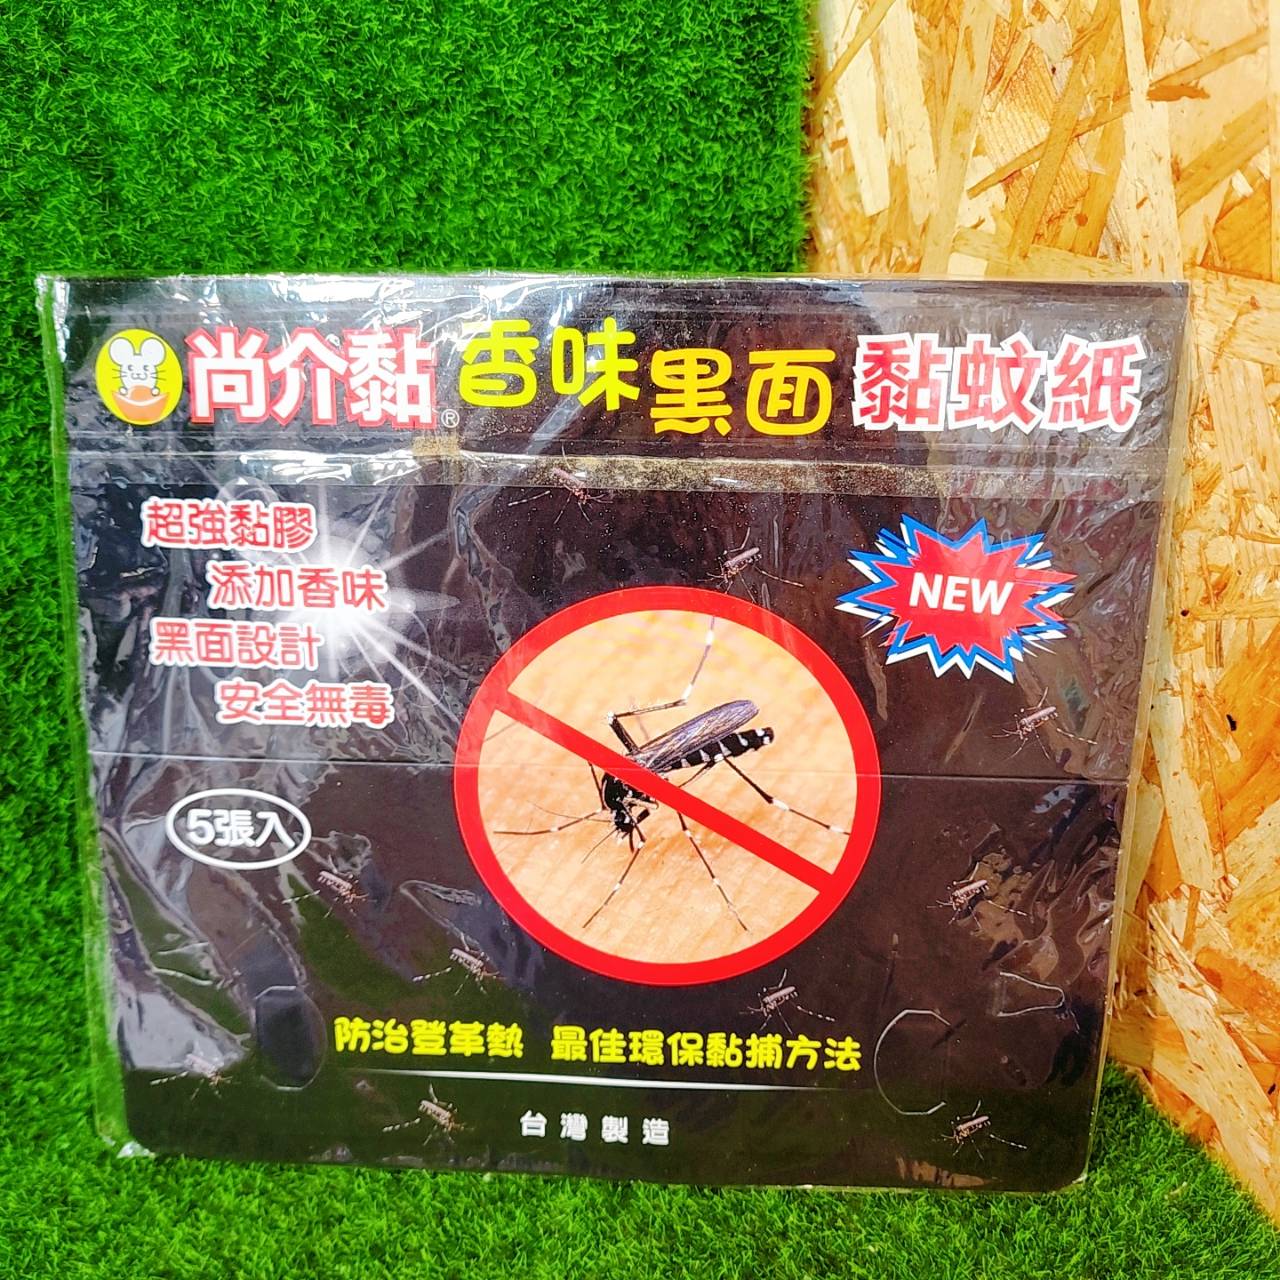 尚介黏® 香味黑面 黏蚊紙
超強黏膠
添加香味
黑面設計
安全無毒
NEW
5張入
防治登革熱 最佳環保黏捕方法
台灣製造